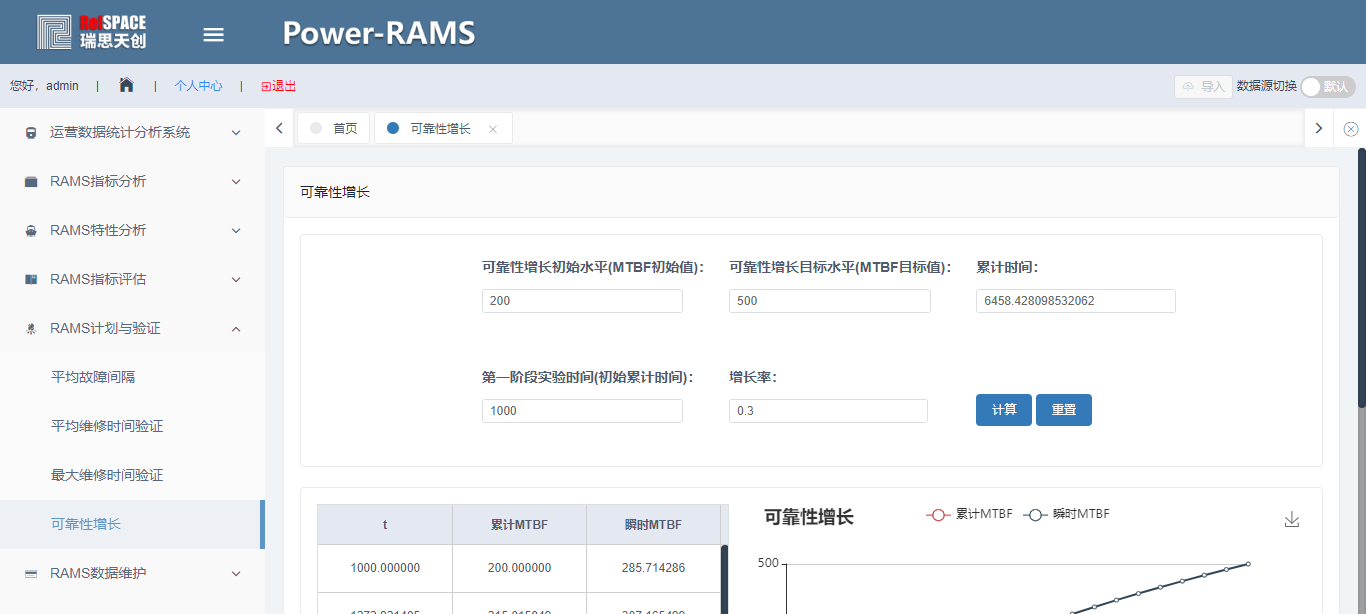 RofSPACE
瑞思天创
Power-RAMS
您好，admin | | 个人中心 | 退出
导入 数据源切换 默认
运营数据统计分析系统
首页 可靠性增长
RAMS指标分析
RAMS特性分析
RAMS指标评估
RAMS计划与验证
平均故障间隔
平均维修时间验证
最大维修时间验证
可靠性增长
RAMS数据维护
可靠性增长
可靠性增长初始水平(MTBF初始值)： 可靠性增长目标水平(MTBF目标值)： 累计时间：
200 500 6458.428098532062
第一阶段实验时间(初始累计时间)： 增长率：
1000 0.3 计算 重置
t 累计MTBF 瞬时MTBF
1000.000000 200.000000 285.714286
可靠性增长 累计MTBF 瞬时MTBF
500